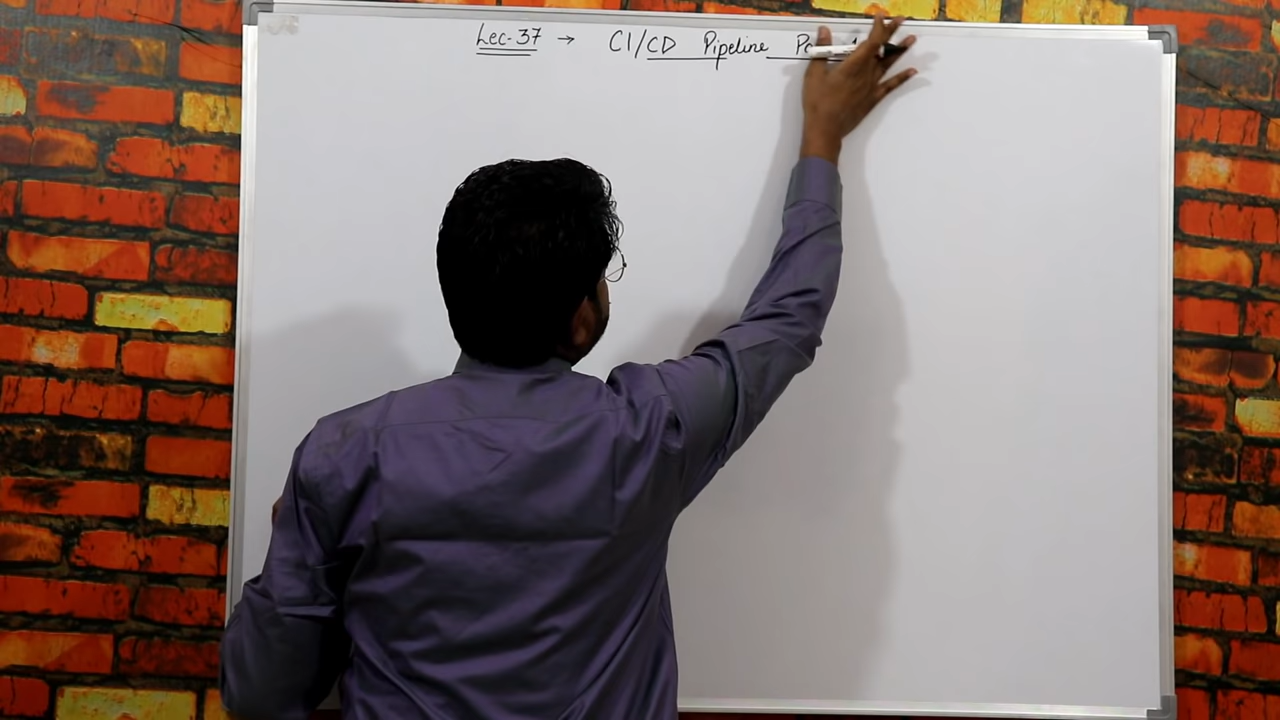 Lec-37 → CI/CD Pipeline